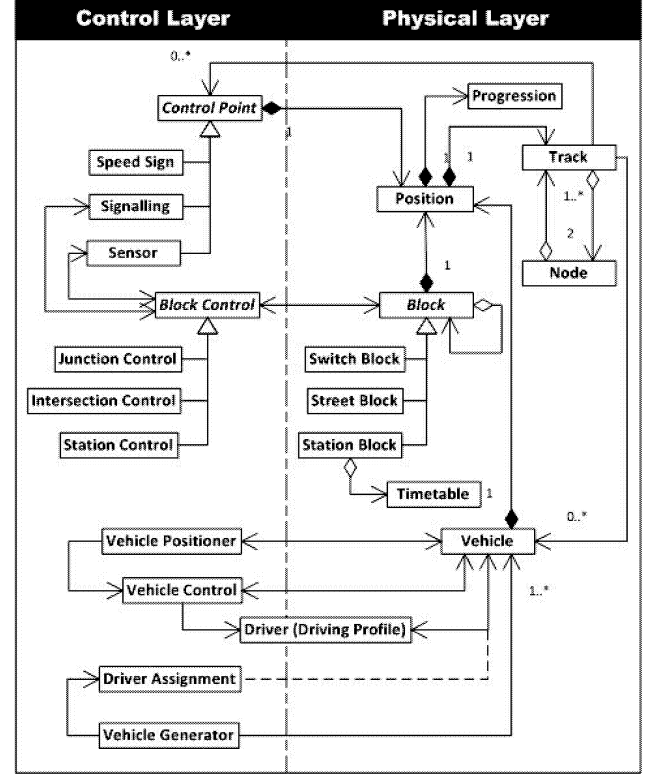 Control Layer
Physical Layer
0..*
Control Point
Progression
1
1
1
Speed Sign
Track
Signalling
Position
1..*
Sensor
2
1
Node
Block Control
Block
Junction Control
Switch Block
Intersection Control
Street Block
Station Control
Station Block
Timetable
1
0..*
Vehicle Positioner
Vehicle
Vehicle Control
1..*
Driver (Driving Profile)
Driver Assignment
Vehicle Generator